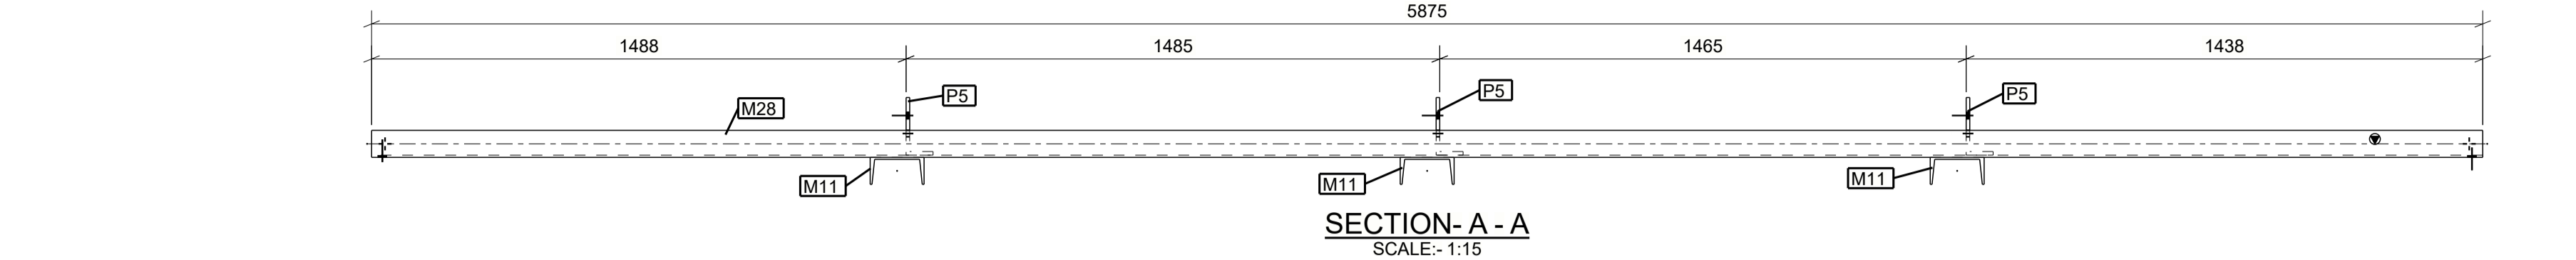 5875
1488 1485 1465 1438
M28 P5 P5 P5
M11 M11 M11
SECTION- A - A
SCALE:- 1:15